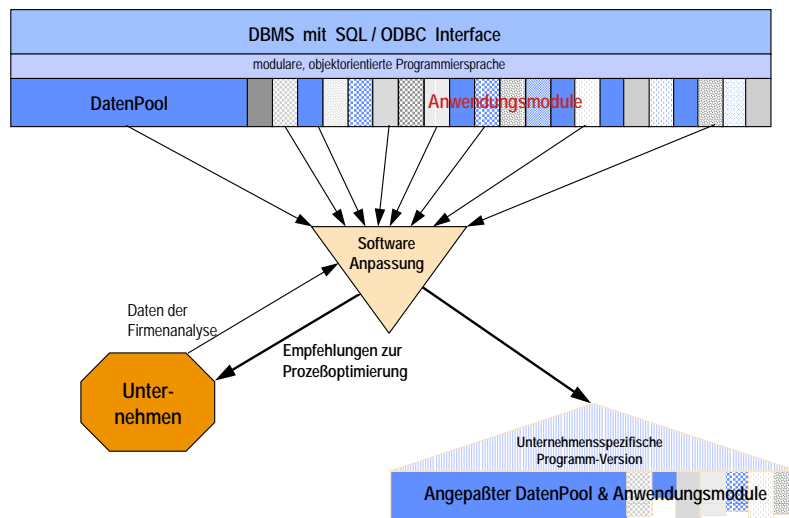 DBMS mit SQL / ODBC Interface
modulare, objektorientierte Programmiersprache
DatenPool
Anwendungsmodule
Software
Anpassung
Daten der
Firmenanalyse
Empfehlungen zur
Prozeßoptimierung
Unter-
nehmen
Unternehmensspezifische
Programm-Version
Angepaßter DatenPool & Anwendungsmodule